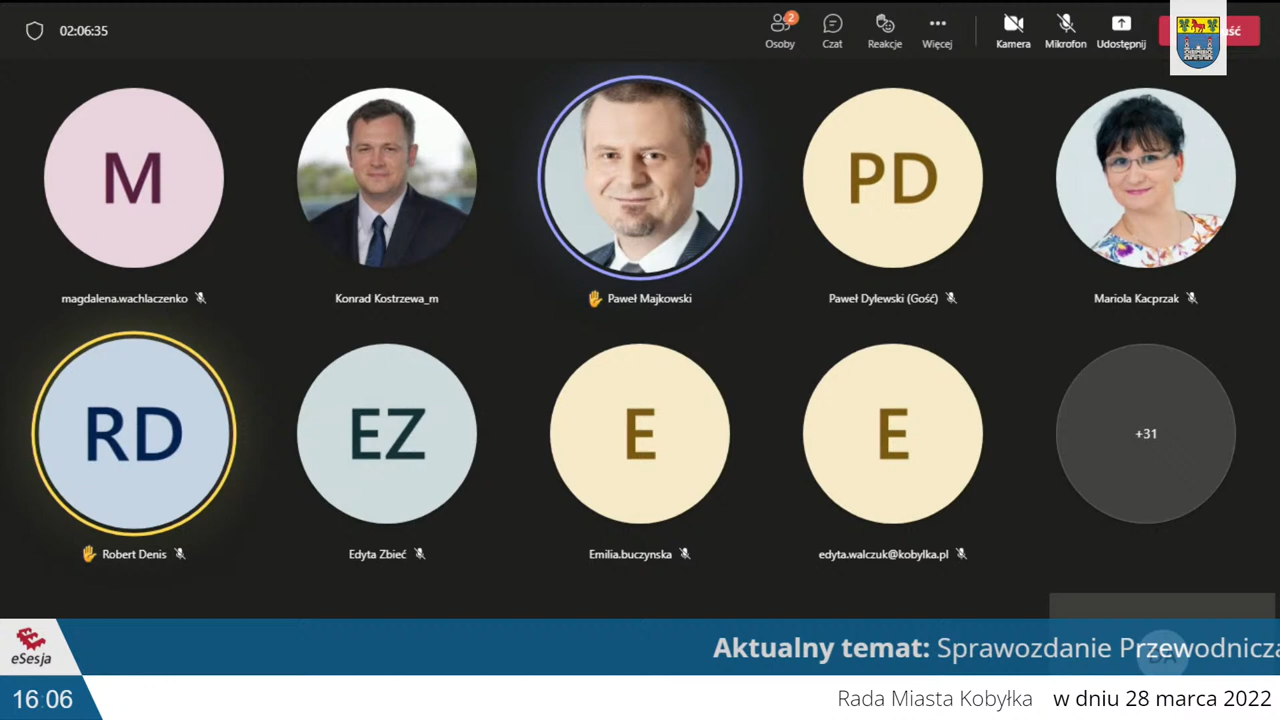 02:06:35
2
Osoby
Czat
Reakcje
Więcej
Kamera
Mikrofon
Udostępnij
M
PD
magdalena.wachlaczenko
Konrad Kostrzewa_m
Paweł Majkowski
Paweł Dylewski (Gość)
Mariola Kacprzak
RD
EZ
E
E
+31
Robert Denis
Edyta Zbieć
Emilia.buczynska
edyta.walczuk@kobylka.pl
eSesja
Aktualny temat: Sprawozdanie Przewodnicza
16:06
Rada Miasta Kobyłka w dniu 28 marca 2022